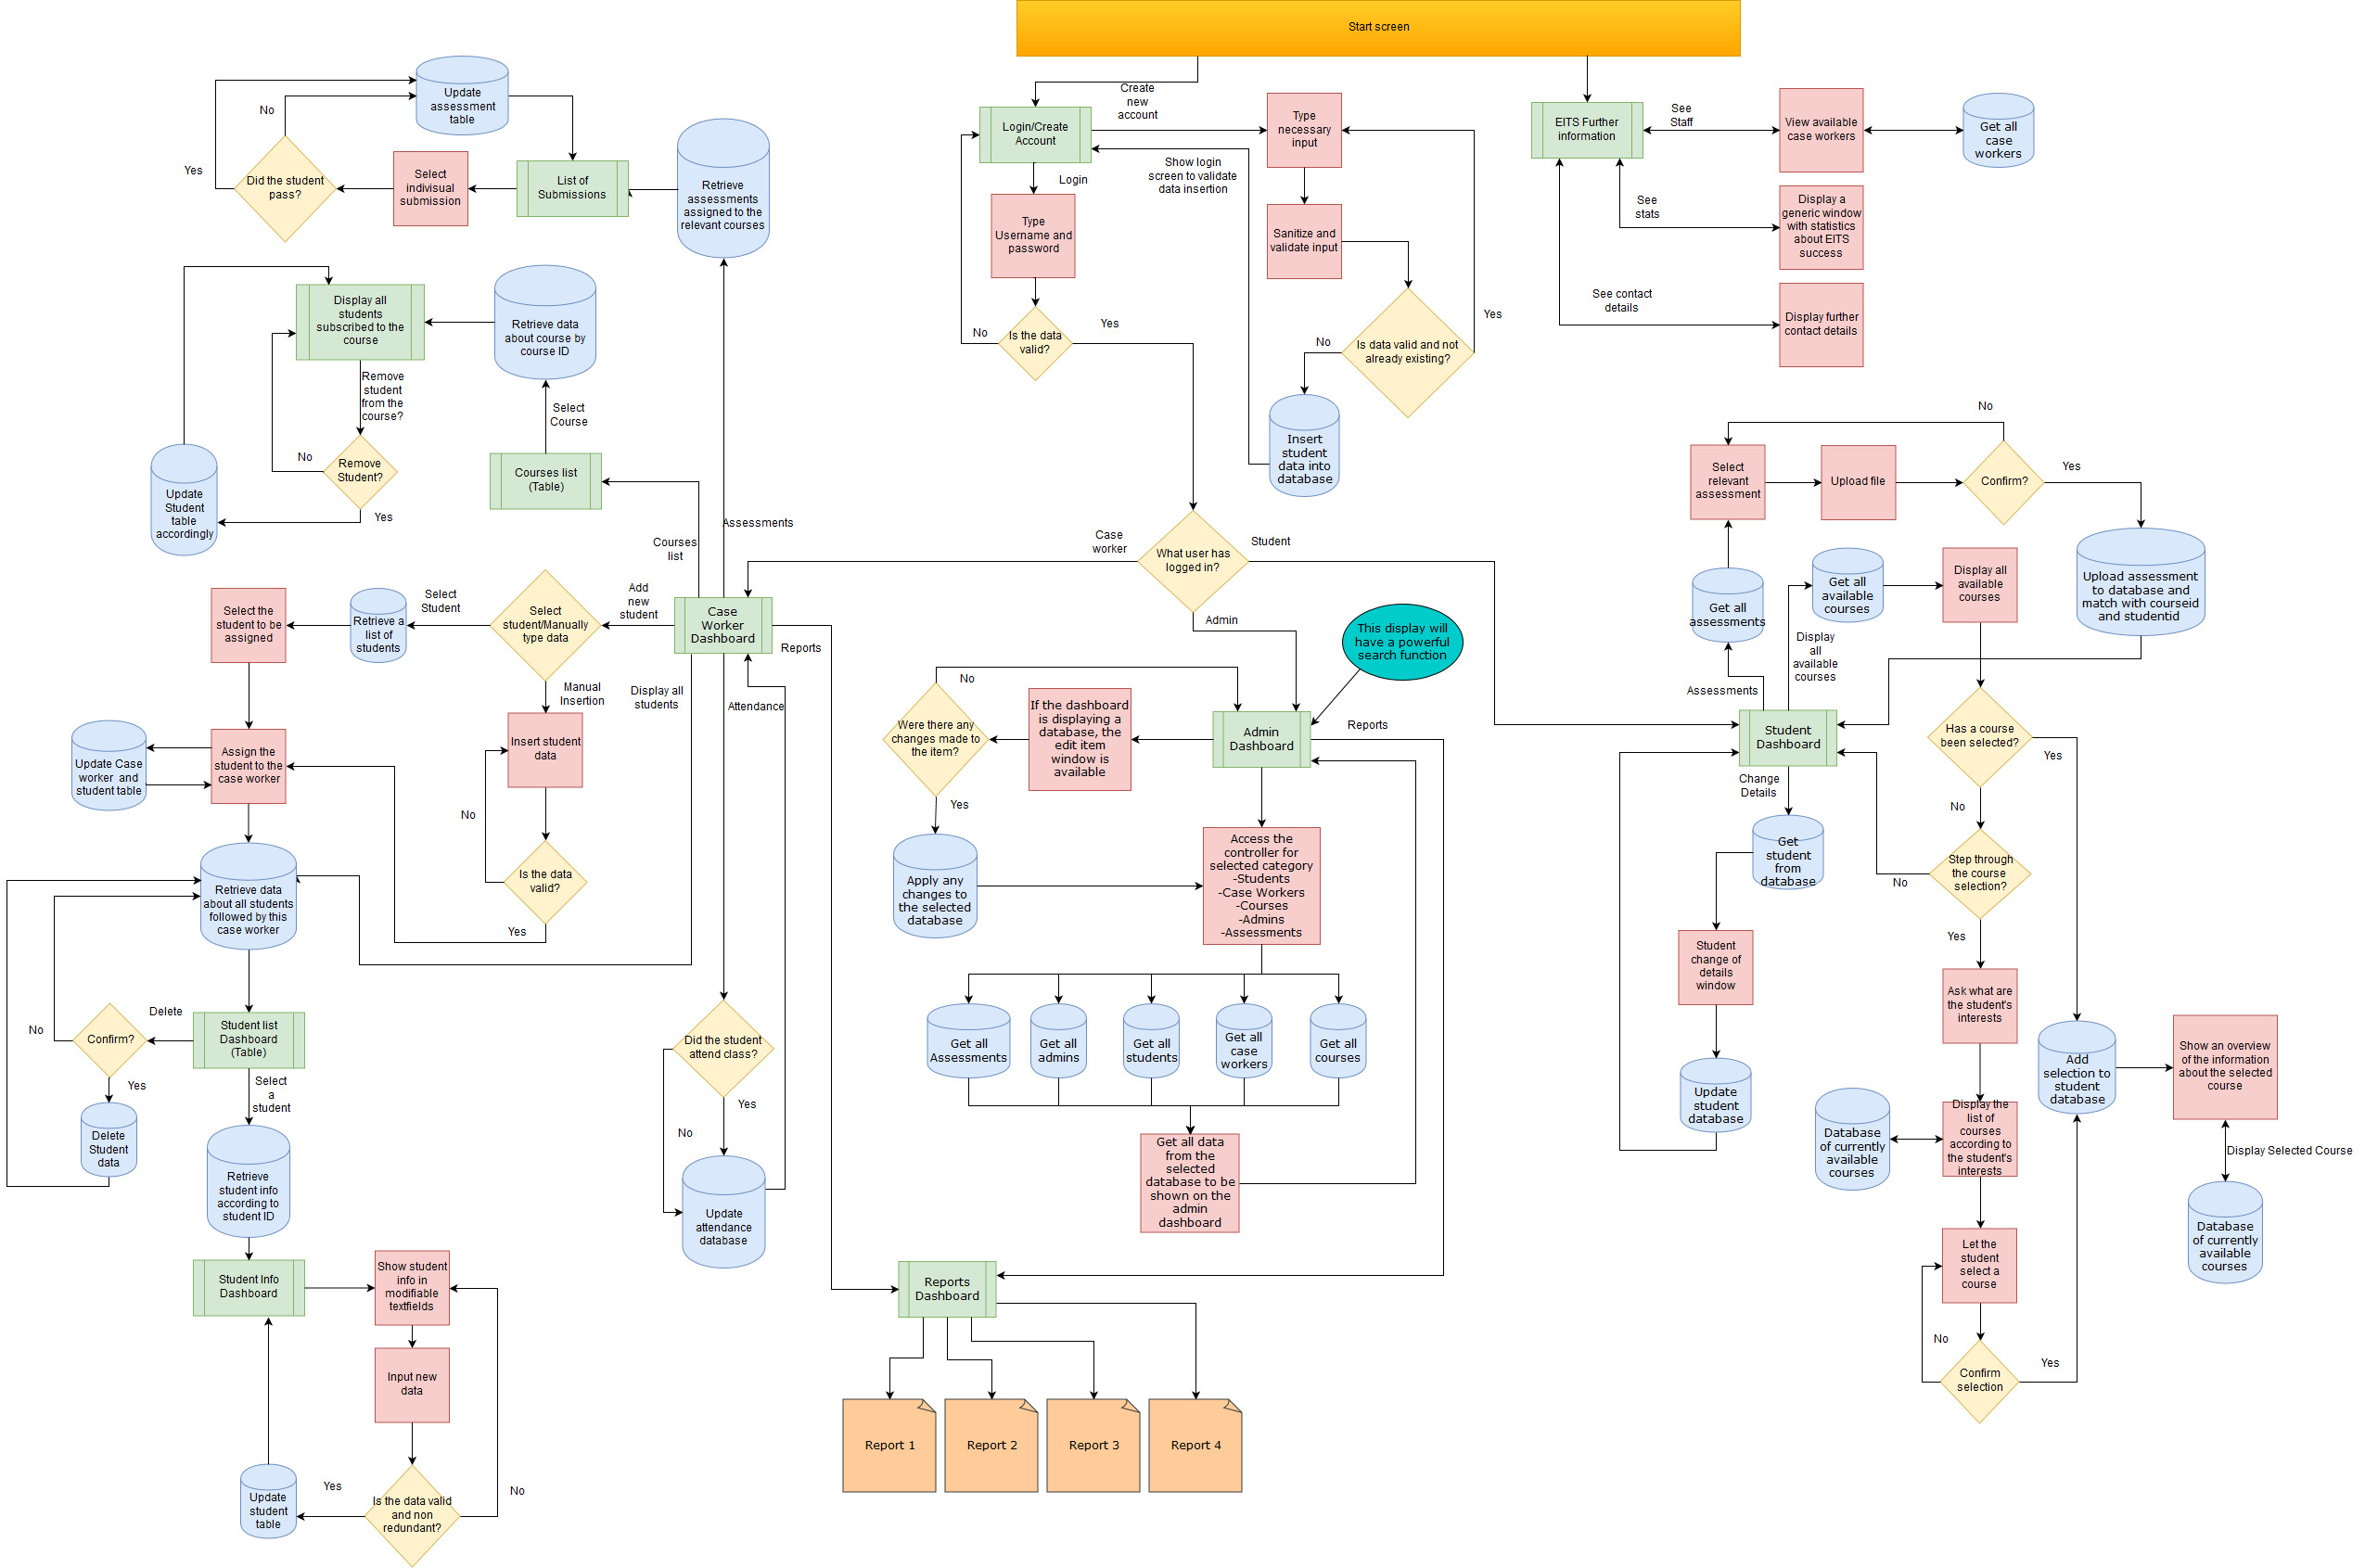 Start screen
Create
new
account
Login/Create
Account
Type
necessary
input
Show login
screen to validate
data insertion
Login
Type
Username and
password
Sanitize and
validate input
Is the data
valid?
No
Yes
Is data valid and not
already existing?
No
Yes
Insert
student
data into
database
EITS Further
information
See
Staff
View available
case workers
Get all
case
workers
See
stats
Display a
generic window
with statistics
about EITS
success
See contact
details
Display further
contact details
Update
assessment
table
No
Yes
Did the student
pass?
Select
indivisual
submission
List of
Submissions
Retrieve
assessments
assigned to the
relevant courses
Display all
students
subscribed to the
course
Retrieve data
about course by
course ID
Remove
student
from the
course?
Select
Course
No
Remove
Student?
Yes
Update
Student
table
accordingly
Courses list
(Table)
Assessments
Courses
list
Case
worker
What user has
logged in?
Student
Admin
Select the
student to be
assigned
Retrieve a
list of
students
Select
Student
Select
student/Manually
type data
Add
new
student
Case
Worker
Dashboard
Reports
Manual
Insertion
Display all
students
Attendance
Update Case
worker and
student table
Assign the
student to the
case worker
Insert student
data
No
Is the data
valid?
Yes
Retrieve data
about all students
followed by this
case worker
No
Confirm?
Delete
Student list
Dashboard
(Table)
Yes
Select
a
student
Delete
Student
data
Retrieve
student info
according to
student ID
Student Info
Dashboard
Show student
info in
modifiable
textfields
Input new
data
Update
student
table
Yes
Is the data valid
and non
redundant?
No
Did the student
attend class?
Yes
No
Update
attendance
database
This display will
have a powerful
search function
No
Were there any
changes made to
the item?
Yes
If the dashboard
is displaying a
database, the
edit item
window is
available
Admin
Dashboard
Reports
Apply any
changes to
the selected
database
Access the
controller for
selected category
-Students
-Case Workers
-Courses
-Admins
-Assessments
Get all
Assessments
Get all
admins
Get all
students
Get all
case
workers
Get all
courses
Get all data
from the
selected
database to be
shown on the
admin
dashboard
Reports
Dashboard
Report 1
Report 2
Report 3
Report 4
No
Select
relevant
assessment
Upload file
Confirm?
Yes
Get all
assessments
Get all
available
courses
Display all
available
courses
Upload assessment
to database and
match with courseid
and studentid
Display
all
available
courses
Assessments
Student
Dashboard
Has a course
been selected?
Yes
Change
Details
No
Get
student
from
database
Step through
the course
selection?
No
Yes
Student
change of
details
window
Ask what are
the student's
interests
Update
student
database
Add
selection to
student
database
Show an overview
of the information
about the selected
course
Database
of currently
available
courses
Display the
list of
courses
according to
the student's
interests
Display Selected Course
Database
of currently
available
courses
Let the
student
select a
course
No
Confirm
selection
Yes